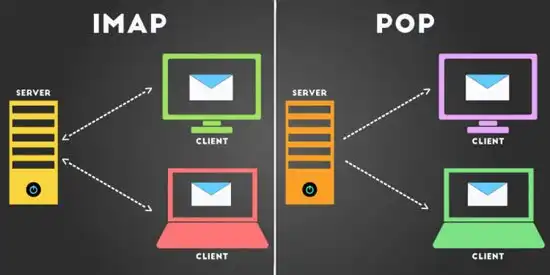 IMAP
SERVER
CLIENT
CLIENT
POP
SERVER
CLIENT
CLIENT